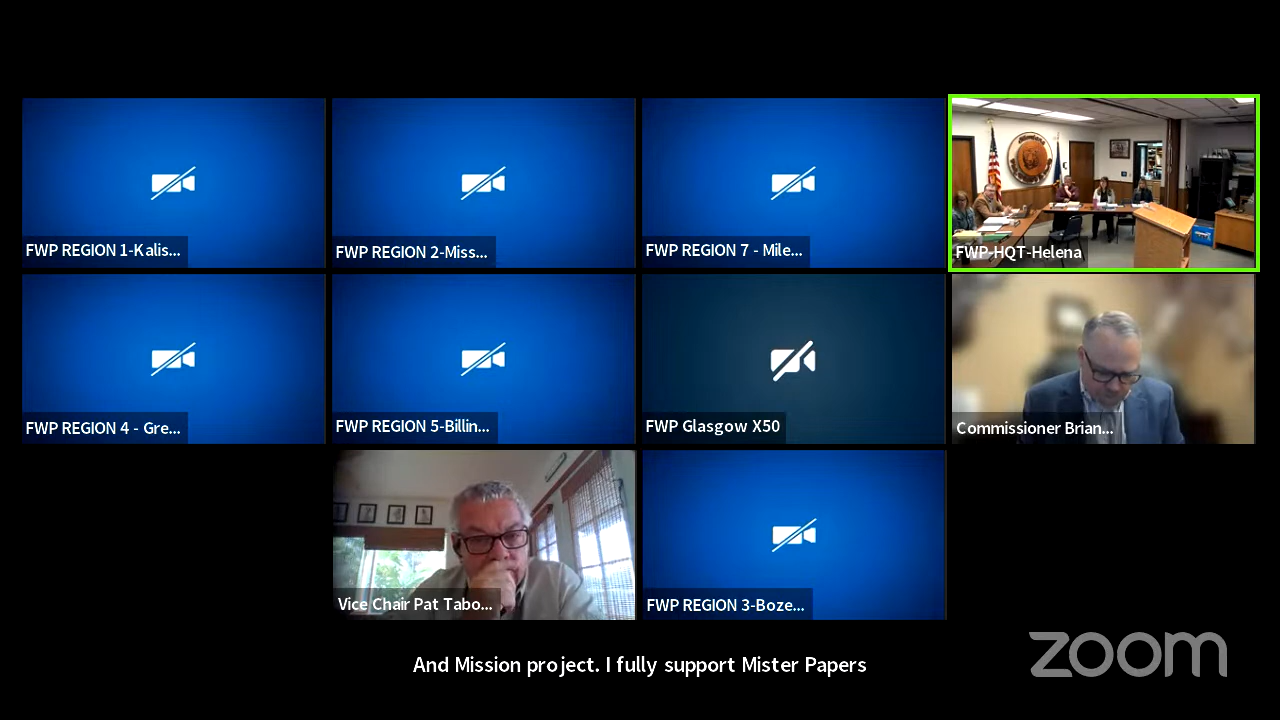 FWP REGION 1-Kalis...
FWP REGION 2-Miss...
FWP REGION 7 - Mile...
FWP-HQT-Helena
FWP REGION 4 - Gre...
FWP REGION 5-Billin...
FWP Glasgow X50
Commissioner Brian...
Vice Chair Pat Tabo...
FWP REGION 3-Boze...
And Mission project. I fully support Mister Papers
zoom